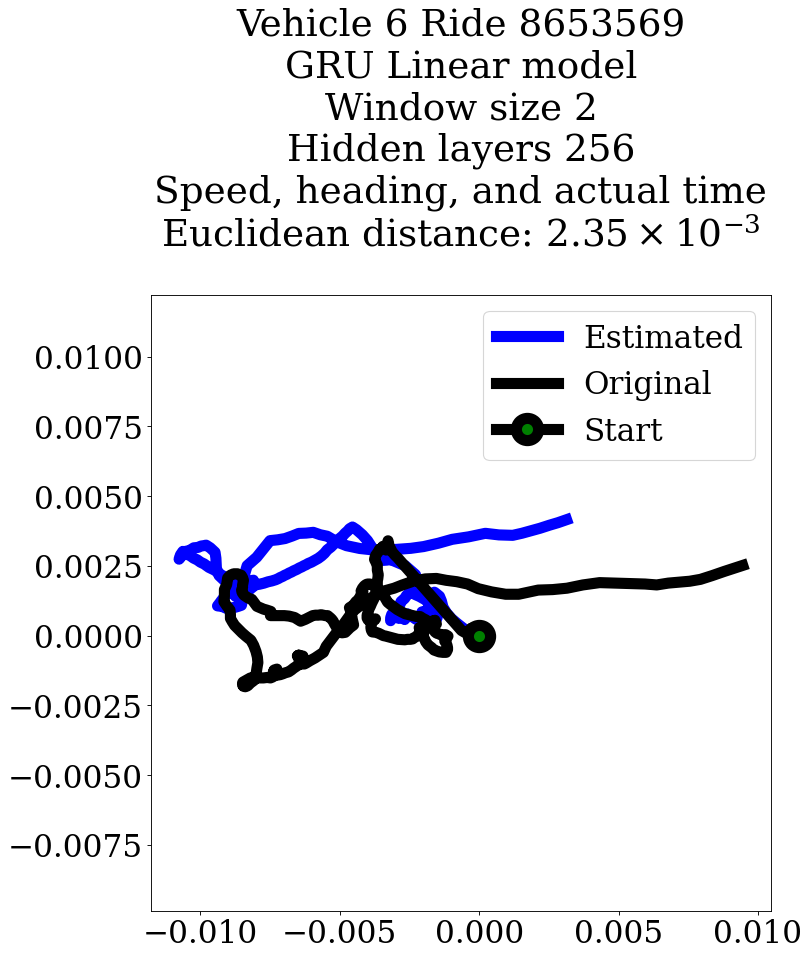 Vehicle 6 Ride 8653569
GRU Linear model
Window size 2
Hidden layers 256
Speed, heading, and actual time
Euclidean distance: 2.35 × 10⁻³
Estimated
Original
Start
0.0100
0.0075
0.0050
0.0025
0.0000
−0.0025
−0.0050
−0.0075
−0.010 −0.005 0.000 0.005 0.010